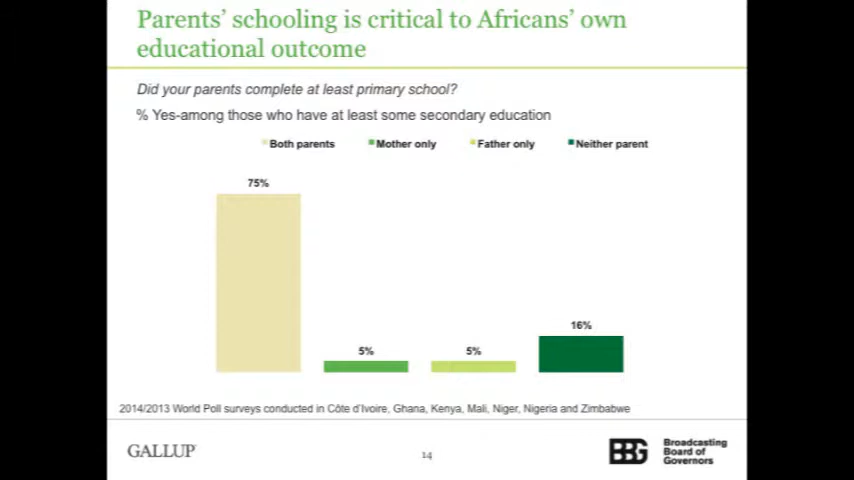 Parents' schooling is critical to Africans' own
educational outcome
Did your parents complete at least primary school?
% Yes-among those who have at least some secondary education
Both parents Mother only Father only Neither parent
75%
5%
5%
16%
2014/2013 World Poll surveys conducted in Côte d'Ivoire, Ghana, Kenya, Mali, Niger, Nigeria and Zimbabwe
GALLUP
14
BBG
Broadcasting
Board of
Governors